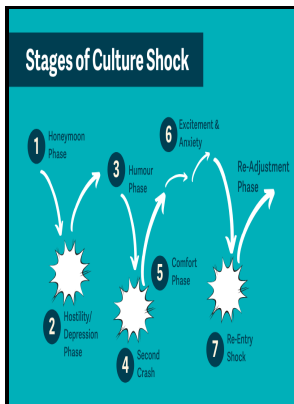 Stages of Culture Shock
1
Honeymoon
Phase
2
Hostility/
Depression
Phase
3
Humour
Phase
4
Second
Crash
5
Comfort
Phase
6
Excitement &
Anxiety
7
Re-Entry
Shock
Re-Adjustment
Phase